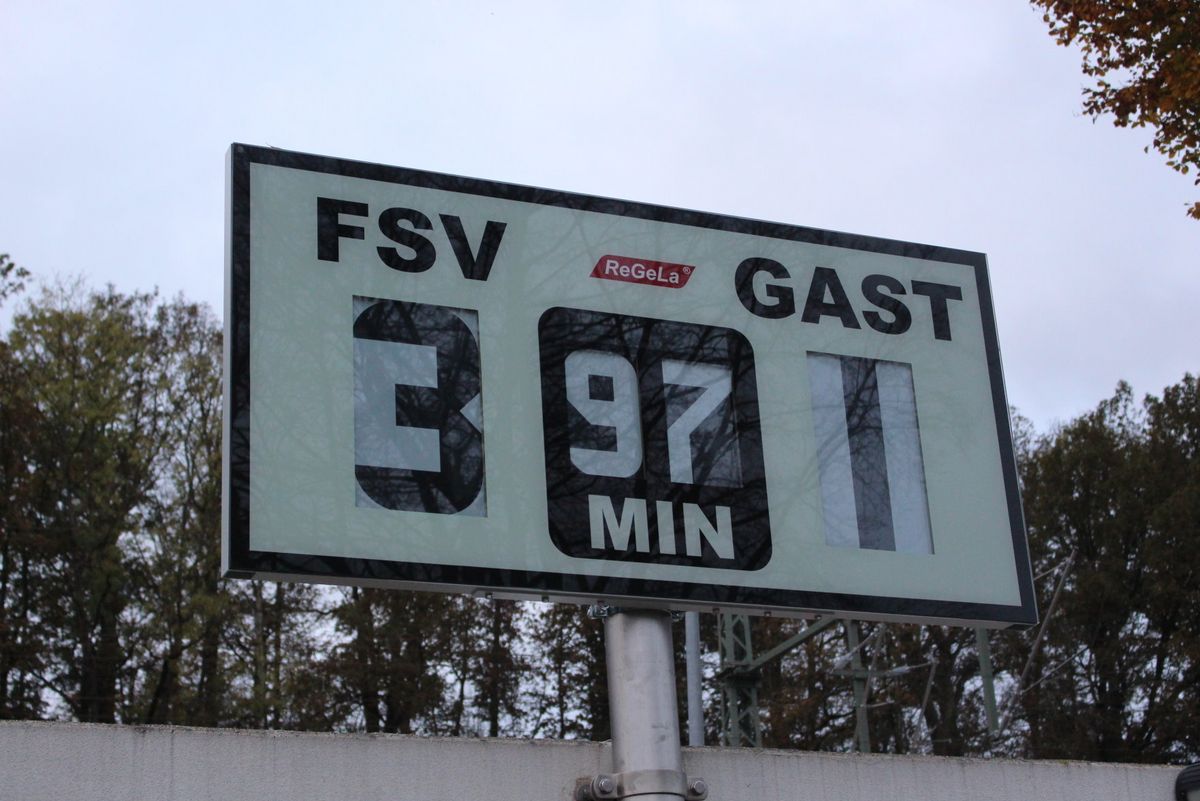 FSV
ReGeLa®
GAST
3
97
1
MIN